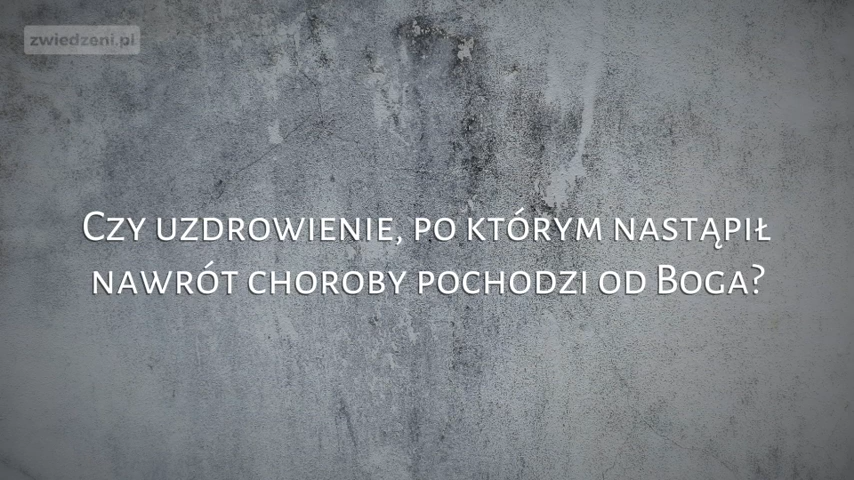 zwiedzeni.pl
Czy uzdrowienie, po którym nastąpił
nawrót choroby pochodzi od Boga?